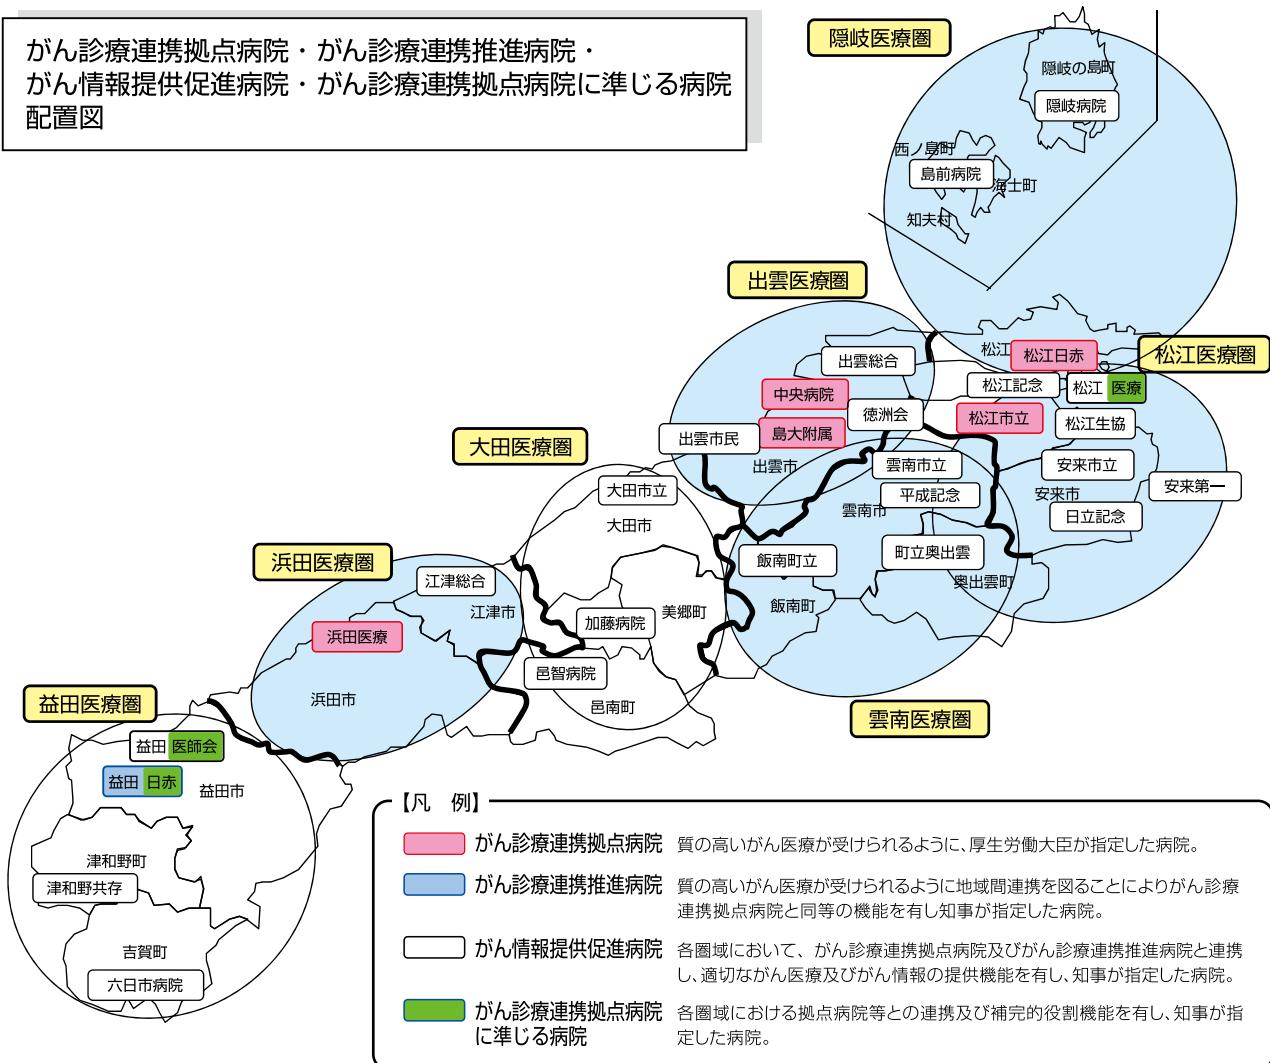 がん診療連携拠点病院・がん診療連携推進病院・
がん情報提供促進病院・がん診療連携拠点病院に準じる病院
配置図
隠岐医療圏
隠岐の島町
隠岐病院
西ノ島町
島前病院
海士町
知夫村
出雲医療圏
松江医療圏
松江
松江日赤
出雲総合
松江記念
松江 医療
中央病院
徳洲会
松江市立
松江生協
島大附属
出雲市民
出雲市
大田医療圏
雲南市立
安来市立
安来第一
平成記念
安来市
大田市立
雲南市
日立記念
大田市
町立奥出雲
飯南町立
奥出雲町
浜田医療圏
江津総合
江津市
飯南町
美郷町
加藤病院
浜田医療
邑智病院
浜田市
邑南町
雲南医療圏
益田医療圏
益田 医師会
益田 日赤
益田市
津和野町
津和野共存
吉賀町
六日市病院
【凡 例】
がん診療連携拠点病院 質の高いがん医療が受けられるように、厚生労働大臣が指定した病院。
がん診療連携推進病院 質の高いがん医療が受けられるように地域間連携を図ることによりがん診療
連携拠点病院と同等の機能を有し知事が指定した病院。
がん情報提供促進病院 各圏域において、がん診療連携拠点病院及びがん診療連携推進病院と連携
し、適切ながん医療及びがん情報の提供機能を有し、知事が指定した病院。
がん診療連携拠点病院 各圏域における拠点病院等との連携及び補完的役割機能を有し、知事が指
に準じる病院 定した病院。